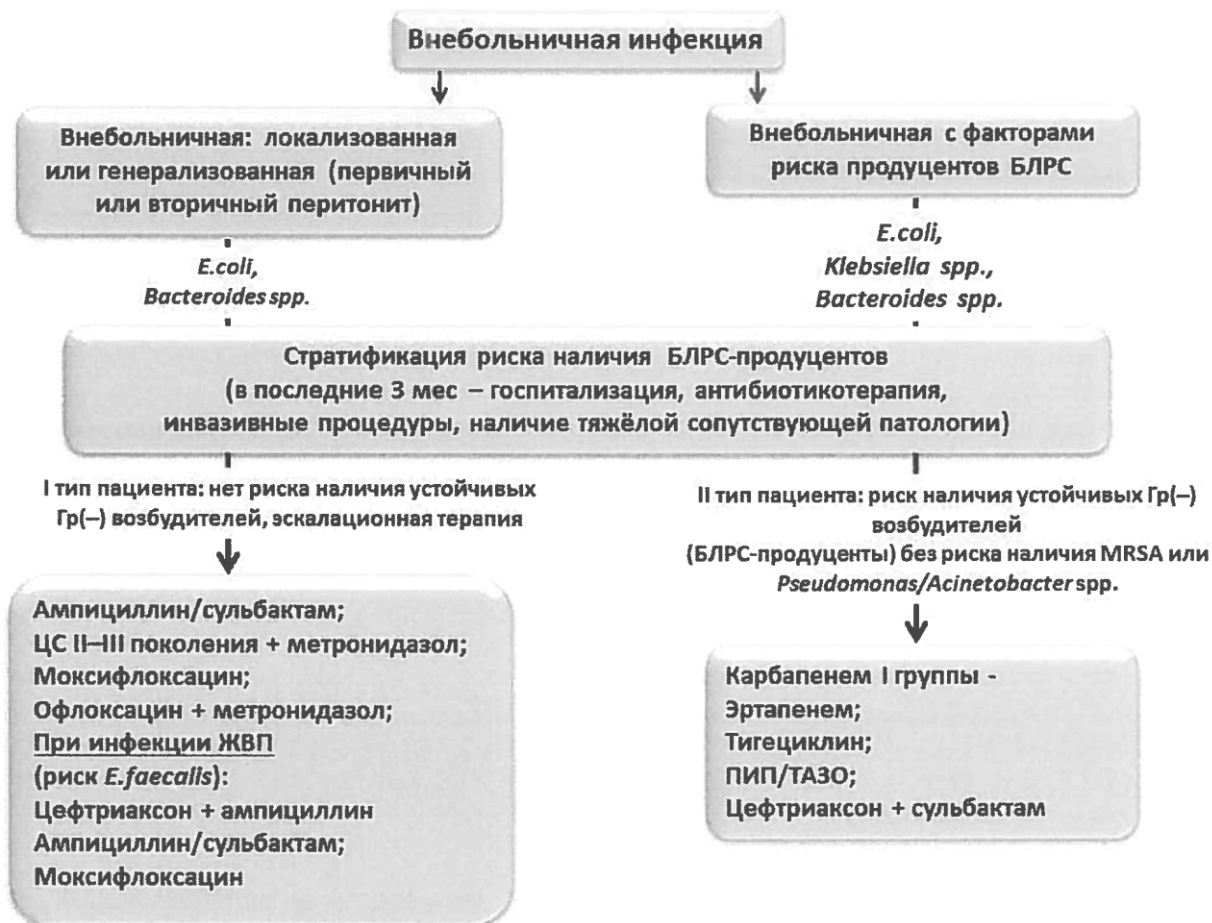 Внебольничная инфекция
Внебольничная: локализованная
или генерализованная (первичный
или вторичный перитонит)
Внебольничная с факторами
риска продуцентов БЛРС
E.coli,
Bacteroides spp.
E.coli,
Klebsiella spp.,
Bacteroides spp.
Стратификация риска наличия БЛРС-продуцентов
(в последние 3 мес – госпитализация, антибиотикотерапия,
инвазивные процедуры, наличие тяжёлой сопутствующей патологии)
I тип пациента: нет риска наличия устойчивых
Гр(–) возбудителей, эскалационная терапия
II тип пациента: риск наличия устойчивых Гр(–)
возбудителей
(БЛРС-продуценты) без риска наличия MRSA или
Pseudomonas/Acinetobacter spp.
Ампициллин/сульбактам;
ЦС II–III поколения + метронидазол;
Моксифлоксацин;
Офлоксацин + метронидазол;
При инфекции ЖВП
(риск E.faecalis):
Цефтриаксон + ампициллин
Ампициллин/сульбактам;
Моксифлоксацин
Карбапенем I группы -
Эртапенем;
Тигециклин;
ПИП/ТАЗО;
Цефтриаксон + сульбактам